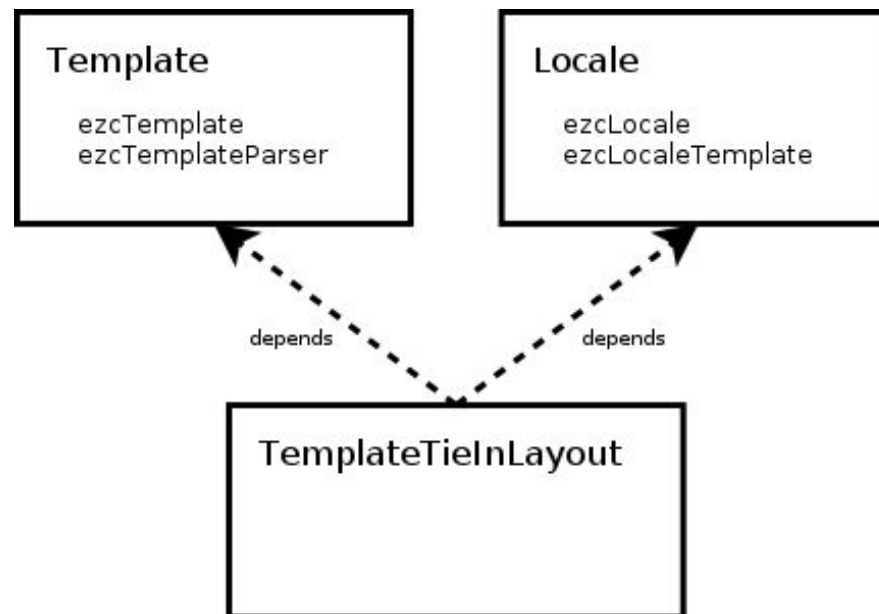 Template
ezcTemplate
ezcTemplateParser
Locale
ezcLocale
ezcLocaleTemplate
depends
depends
TemplateTieInLayout